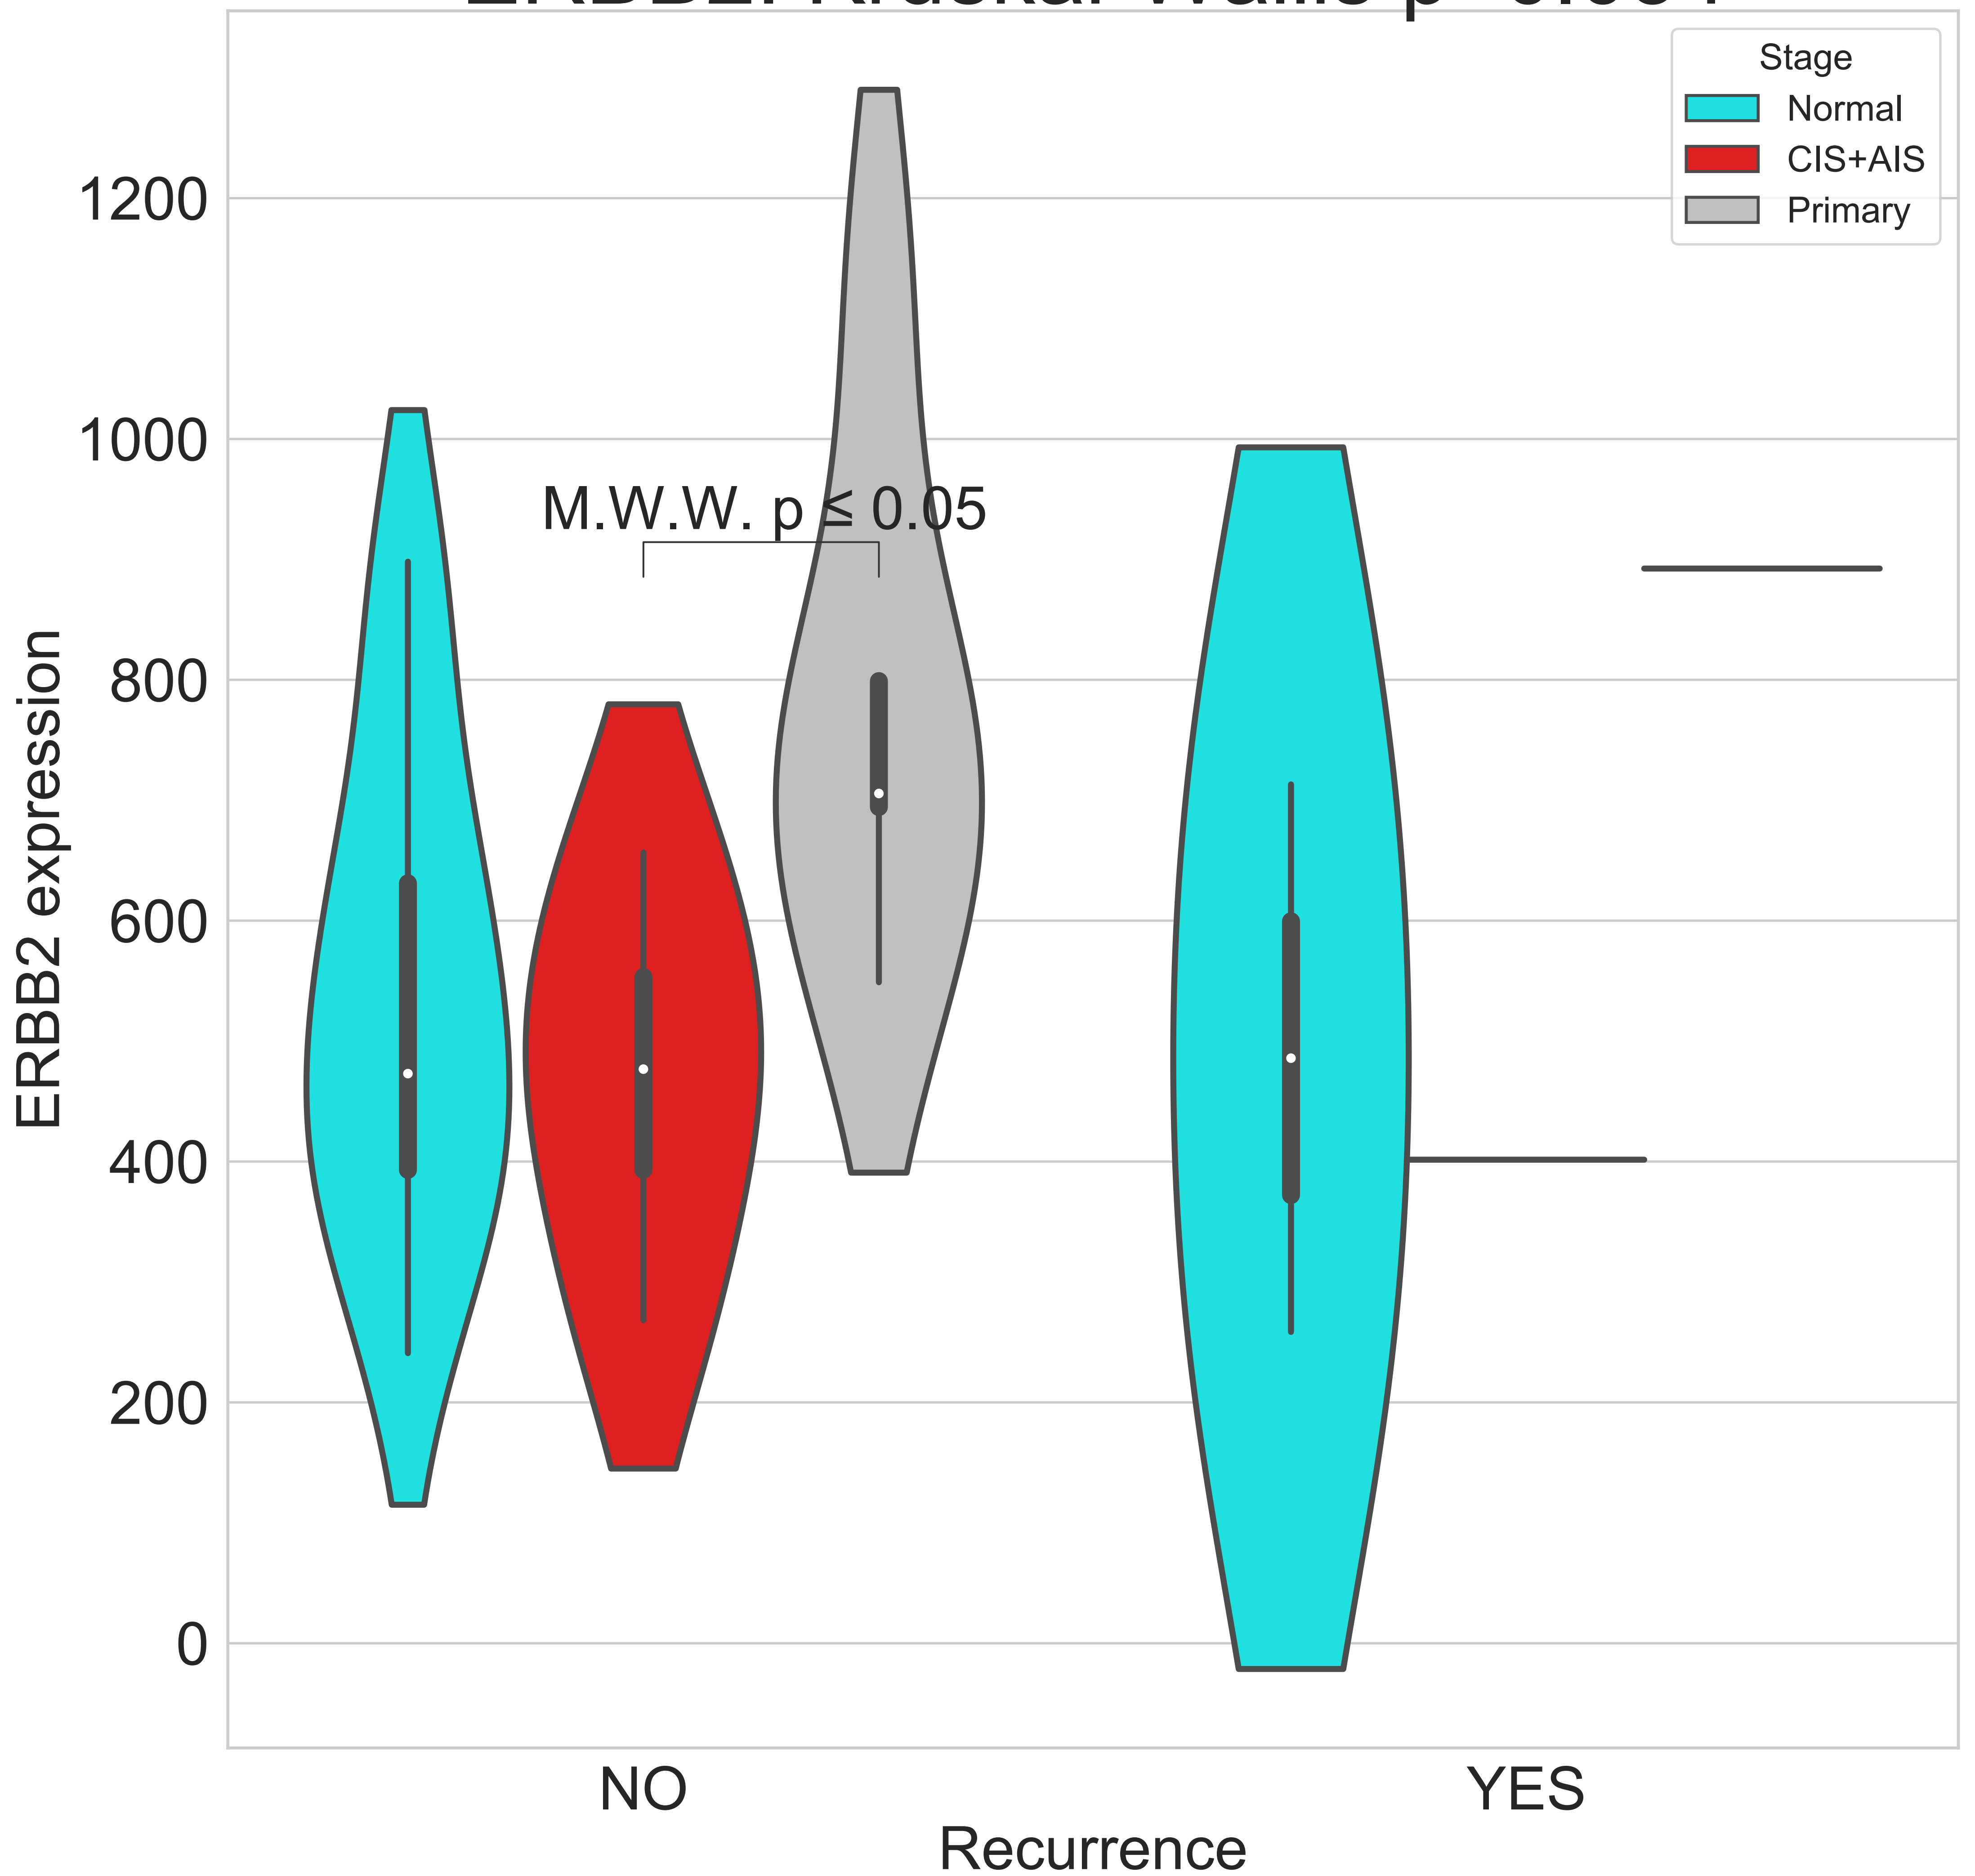 Stage
Normal
CIS+AIS
Primary
1200
1000
800
600
400
200
0
ERBB2 expression
M.W.W. p ≤ 0.05
NO
YES
Recurrence